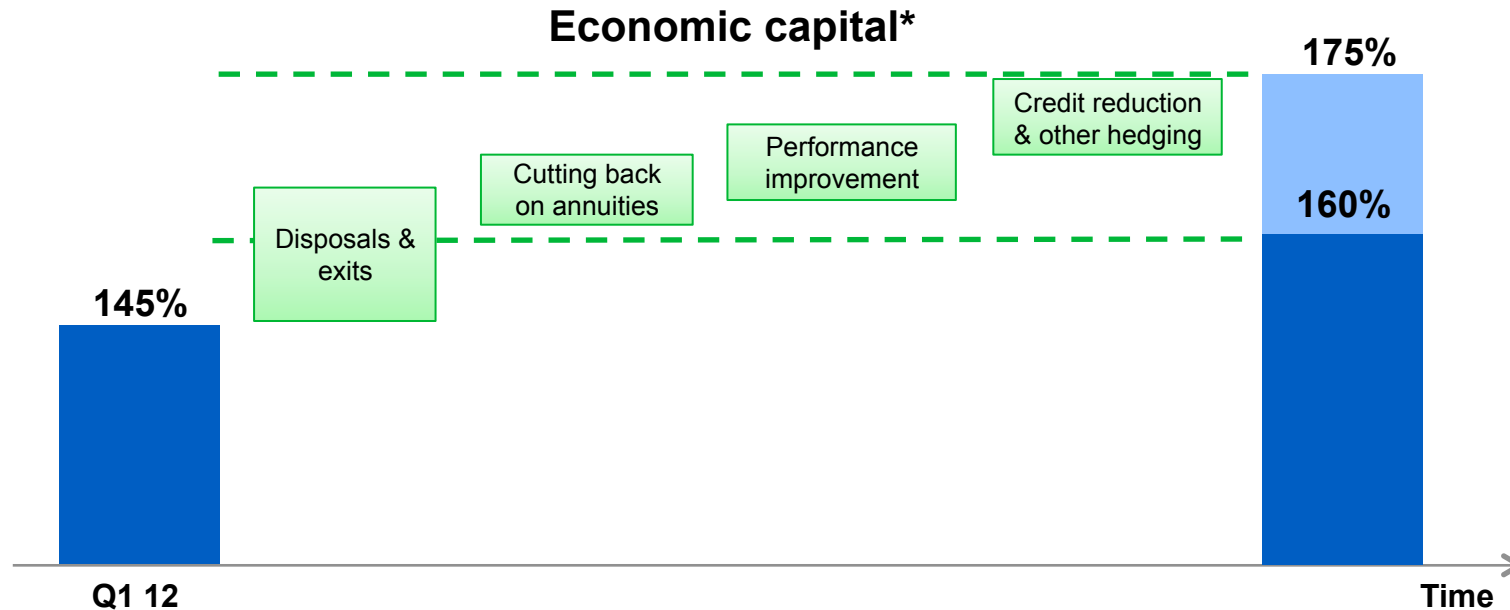 Economic capital*
175%
Credit reduction
& other hedging
Performance
improvement
Cutting back
on annuities
160%
Disposals &
exits
145%
Q1 12
Time